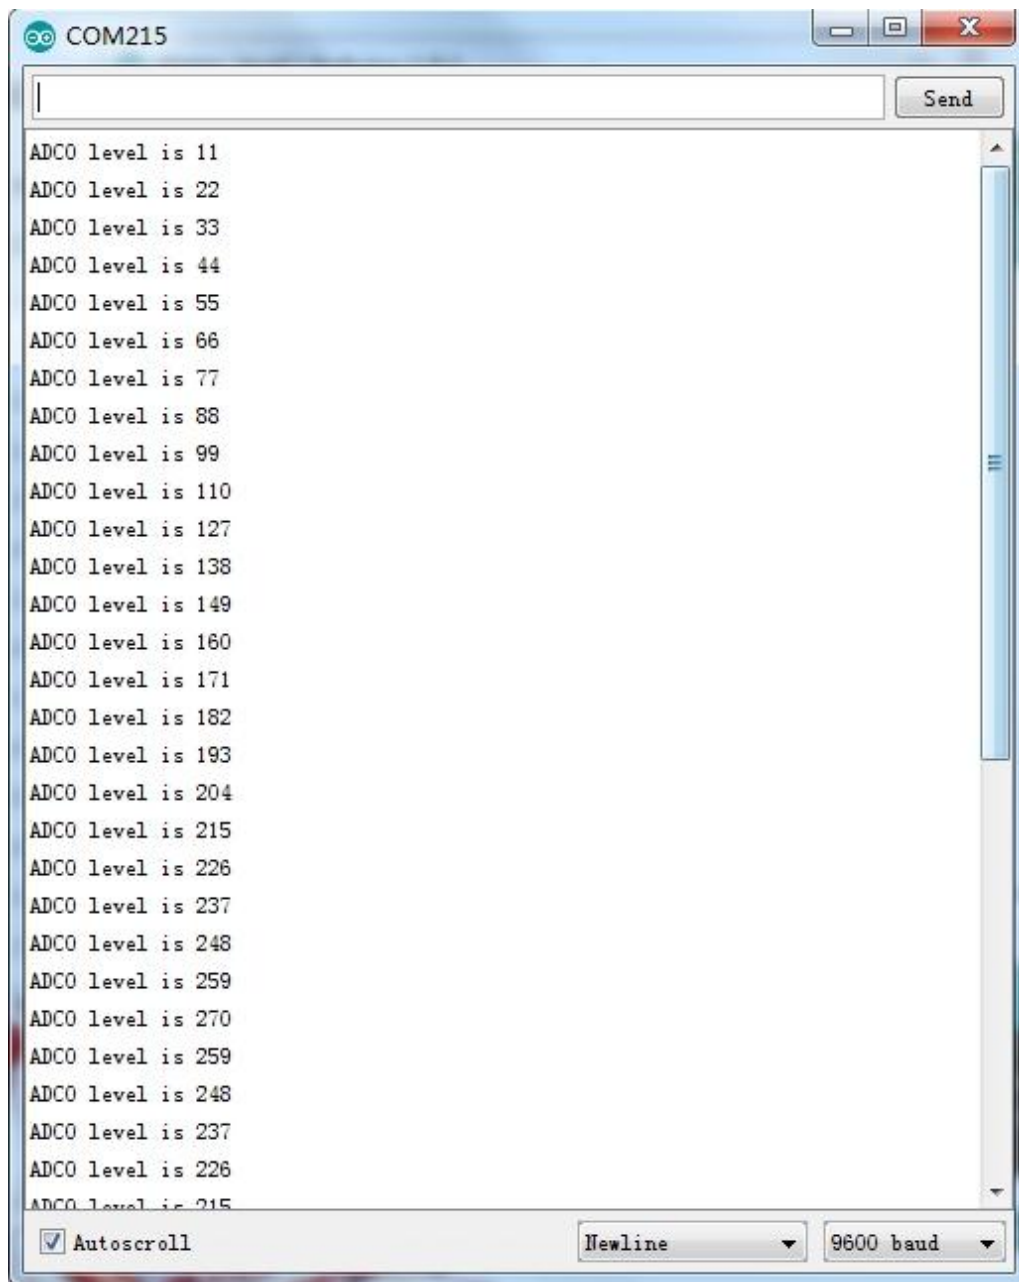 COM215
Send
ADC0 level is 11
ADC0 level is 22
ADC0 level is 33
ADC0 level is 44
ADC0 level is 55
ADC0 level is 66
ADC0 level is 77
ADC0 level is 88
ADC0 level is 99
ADC0 level is 110
ADC0 level is 127
ADC0 level is 138
ADC0 level is 149
ADC0 level is 160
ADC0 level is 171
ADC0 level is 182
ADC0 level is 193
ADC0 level is 204
ADC0 level is 215
ADC0 level is 226
ADC0 level is 237
ADC0 level is 248
ADC0 level is 259
ADC0 level is 270
ADC0 level is 259
ADC0 level is 248
ADC0 level is 237
ADC0 level is 226
ADC0 level is 215
Autoscroll
Newline
9600 baud